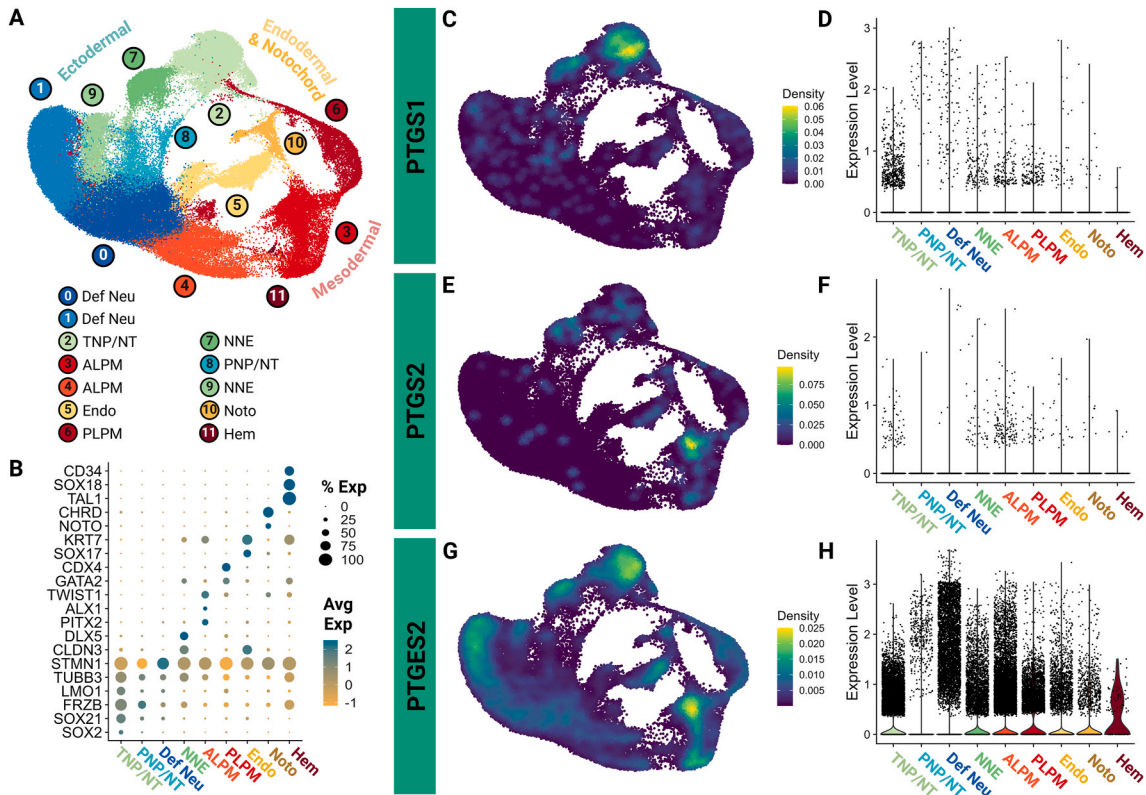 A
Ectodermal
Endodermal
& Notochord
Mesodermal
1
9
7
2
8
10
6
5
3
0
4
11
0 Def Neu
1 Def Neu
2 TNP/NT
3 ALPM
4 ALPM
5 Endo
6 PLPM
7 NNE
8 PNP/NT
9 NNE
10 Noto
11 Hem
B
CD34
SOX18
TAL1
CHRD
NOTO
KRT7
SOX17
CDX4
GATA2
TWIST1
ALX1
PITX2
DLX5
CLDN3
STMN1
TUBB3
LMO1
FRZB
SOX21
SOX2
TNP/NT
PNP/NT
Def Neu
NNE
ALPM
PLPM
Endo
Noto
Hem
% Exp
0
25
50
75
100
Avg
Exp
2
1
0
-1
PTGS1
C
Density
0.06
0.05
0.04
0.03
0.02
0.01
0.00
D
Expression Level
3
2
1
0
TNP/NT
PNP/NT
Def Neu
NNE
ALPM
PLPM
Endo
Noto
Hem
PTGS2
E
Density
0.075
0.050
0.025
0.000
F
Expression Level
2
1
0
TNP/NT
PNP/NT
Def Neu
NNE
ALPM
PLPM
Endo
Noto
Hem
PTGES2
G
Density
0.025
0.020
0.015
0.010
0.005
H
Expression Level
3
2
1
0
TNP/NT
PNP/NT
Def Neu
NNE
ALPM
PLPM
Endo
Noto
Hem